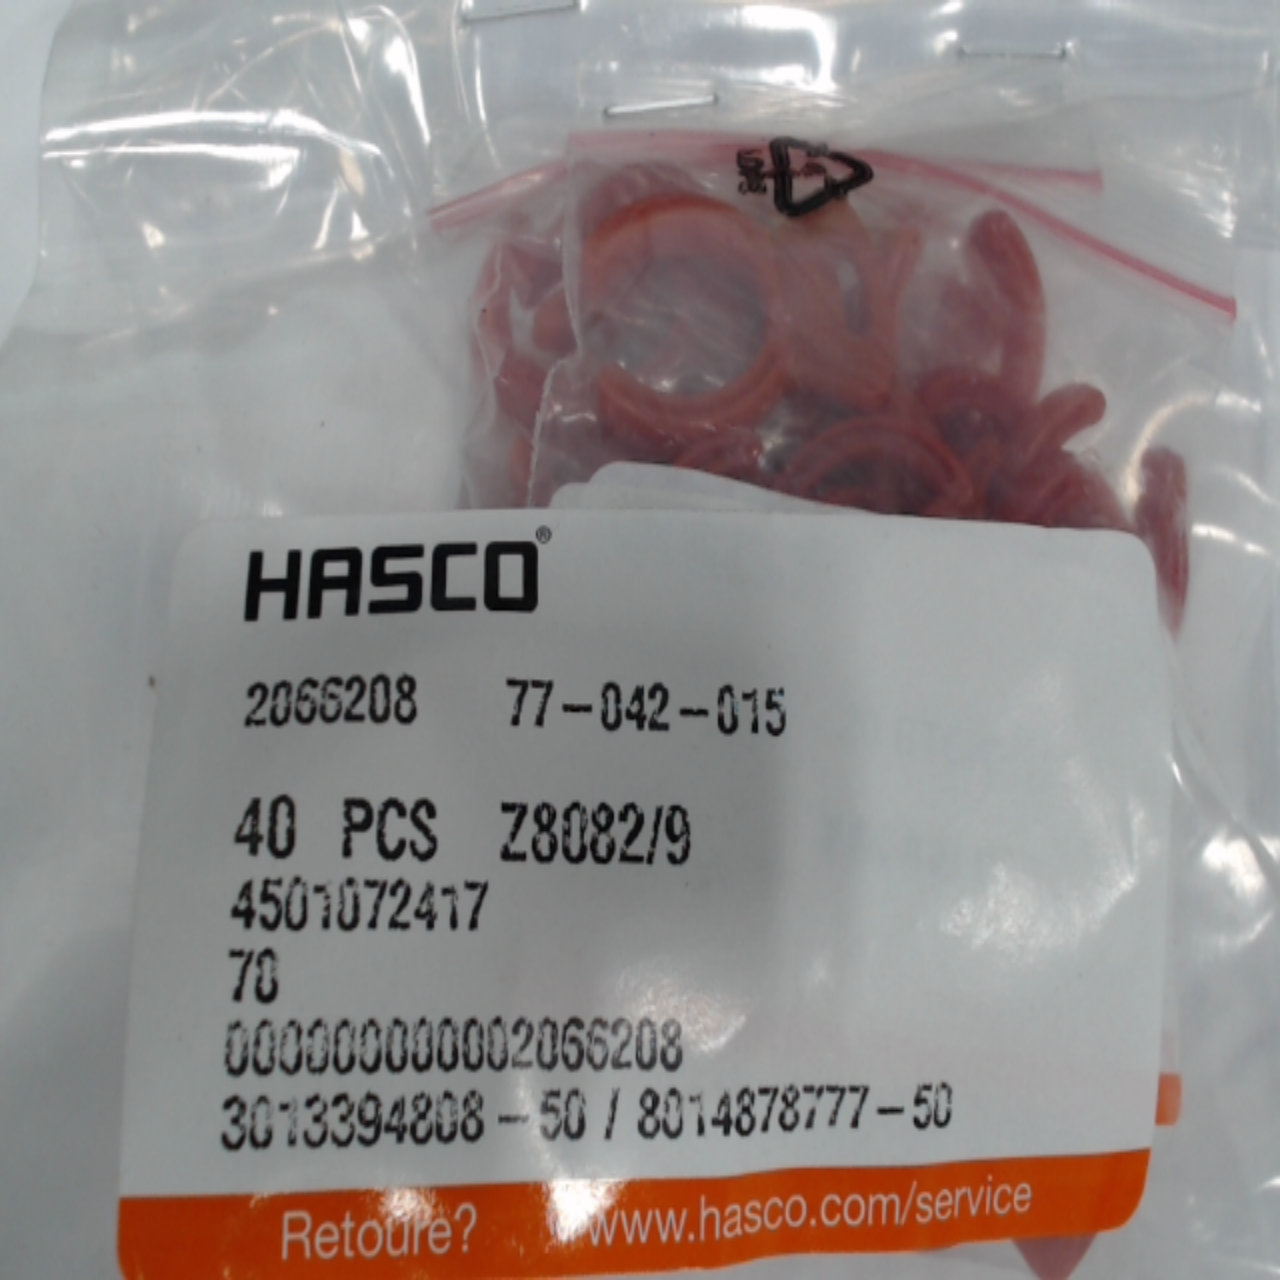 HASCO®
2066208 77-042-015
40 PCS Z8082/9
4501072417
70
000000000002066208
3013394808-50 / 8014878777-50
Retoure? www.hasco.com/service